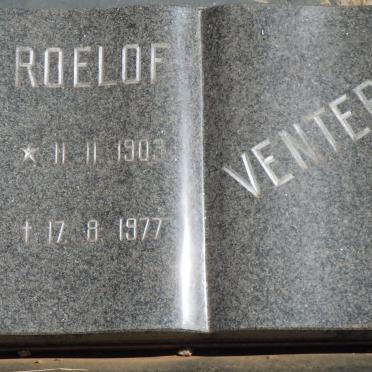 ROELOF
★ 11 11 1903
† 17 8 1977
VENTER